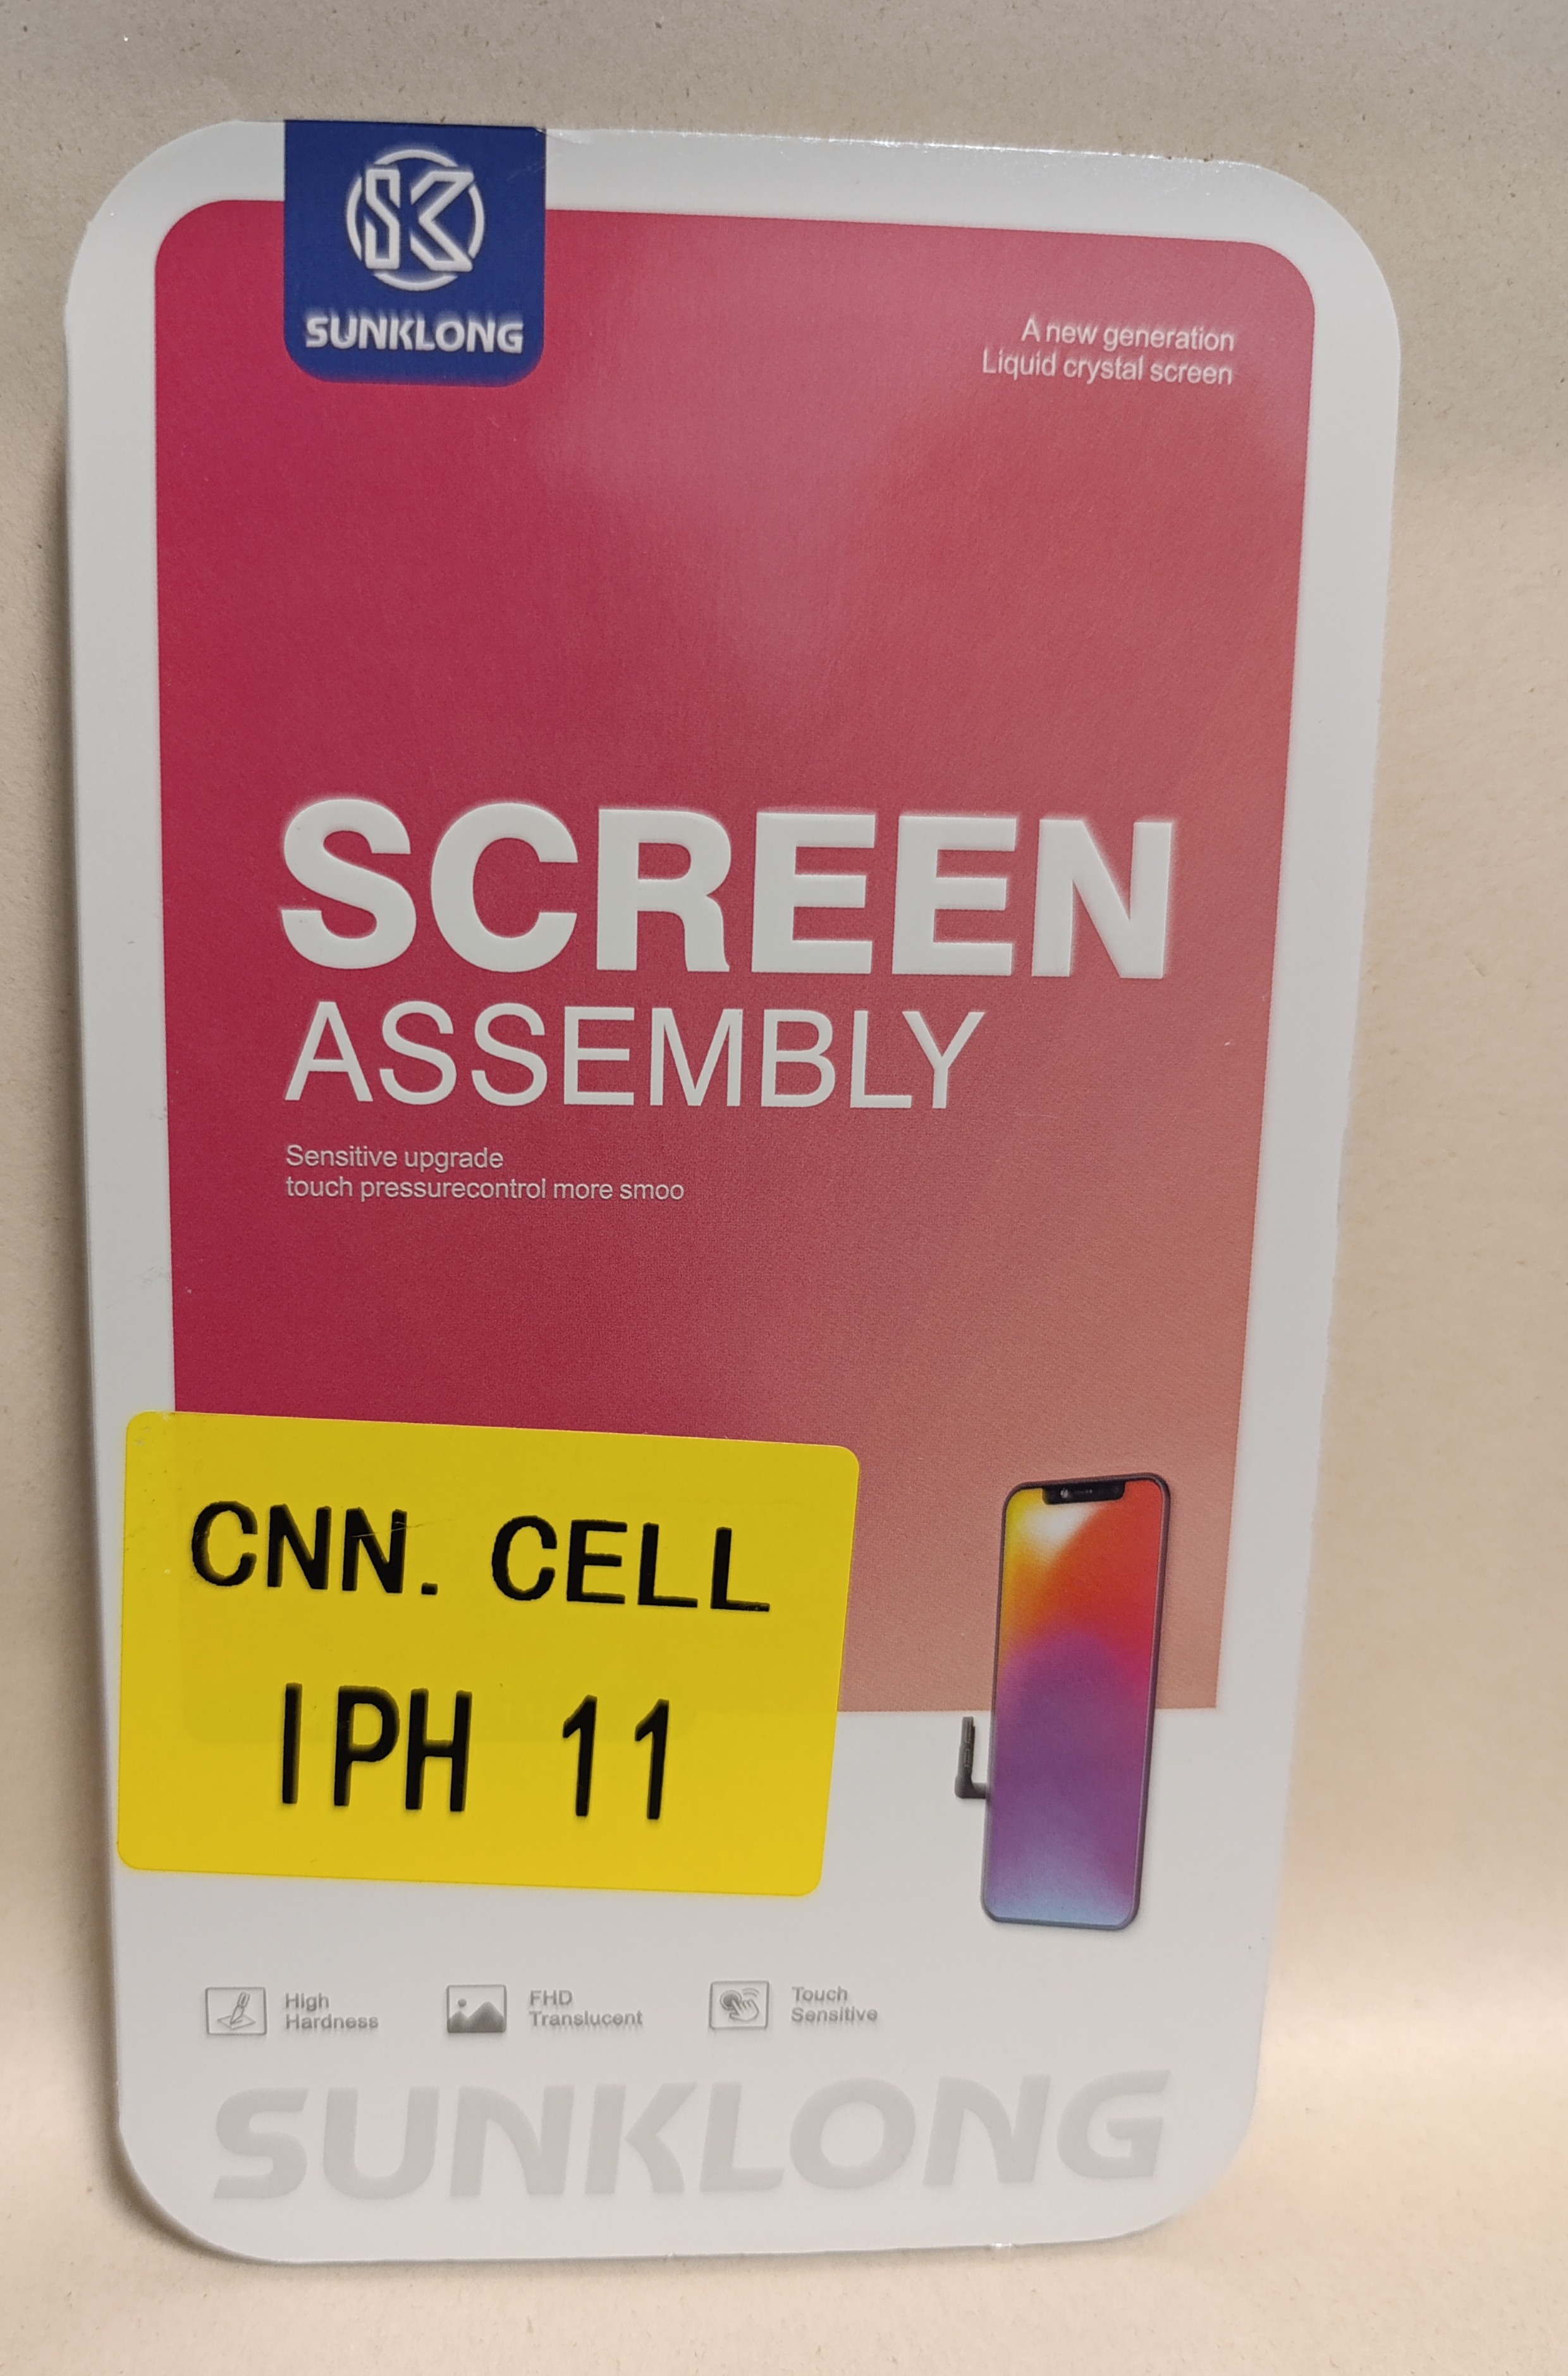 SK
SUNKLONG
A new generation
Liquid crystal screen
SCREEN
ASSEMBLY
Sensitive upgrade
touch pressurecontrol more smoo
CNN. CELL
IPH 11
High
Hardness
FHD
Translucent
Touch
Sensitive
SUNKLONG